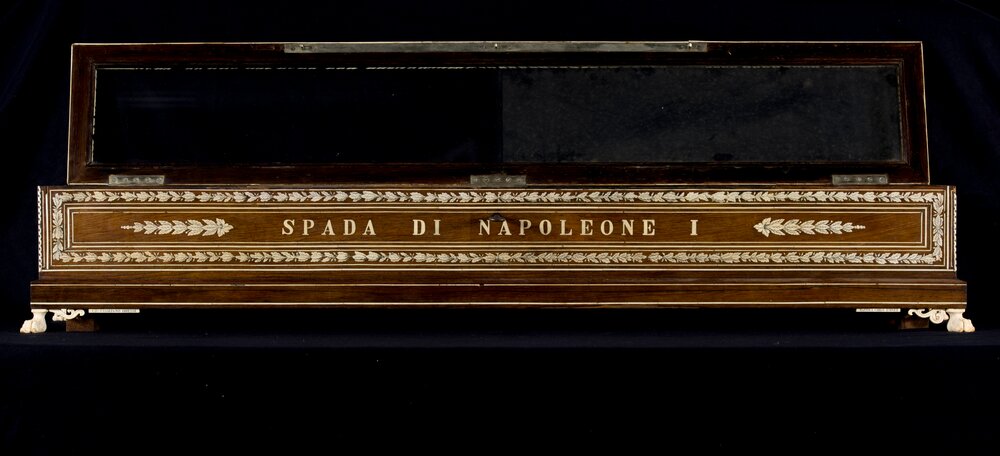 SPADA DI NAPOLEONE I